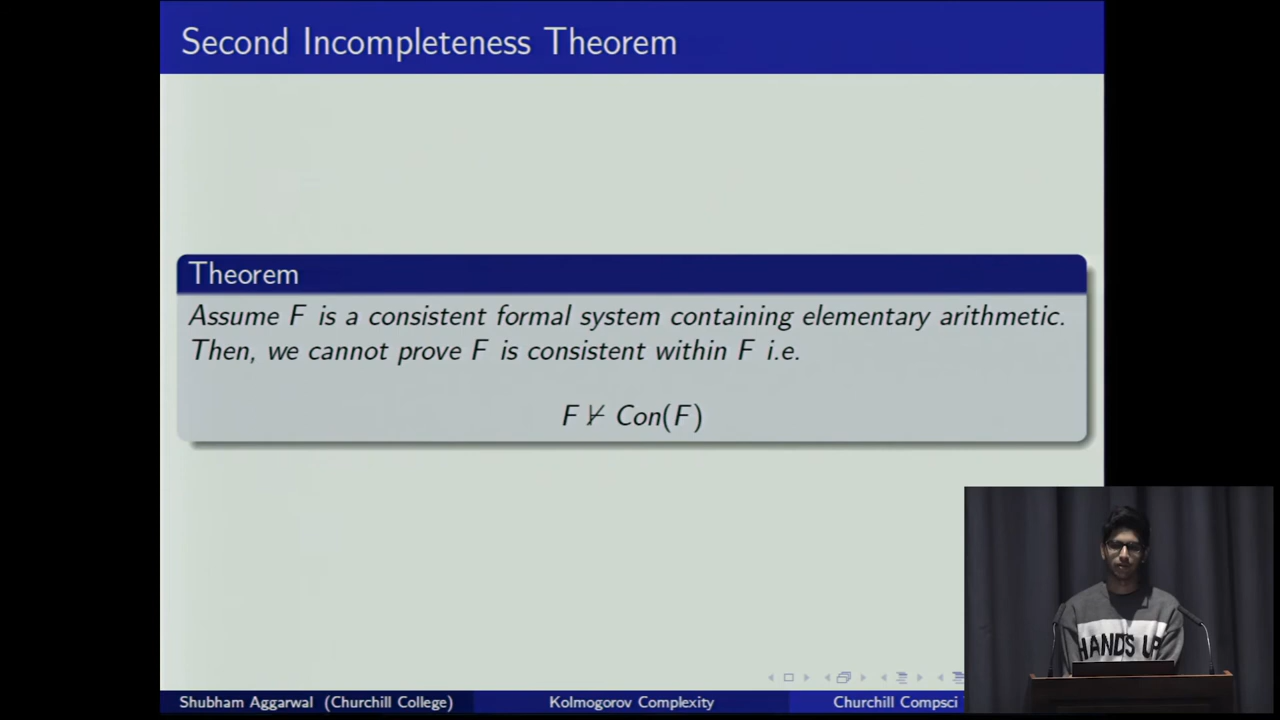 Second Incompleteness Theorem
Theorem
Assume F is a consistent formal system containing elementary arithmetic.
Then, we cannot prove F is consistent within F i.e.
F ⊬ Con(F)
HANDS UP
Shubham Aggarwal (Churchill College) Kolmogorov Complexity Churchill Compsci